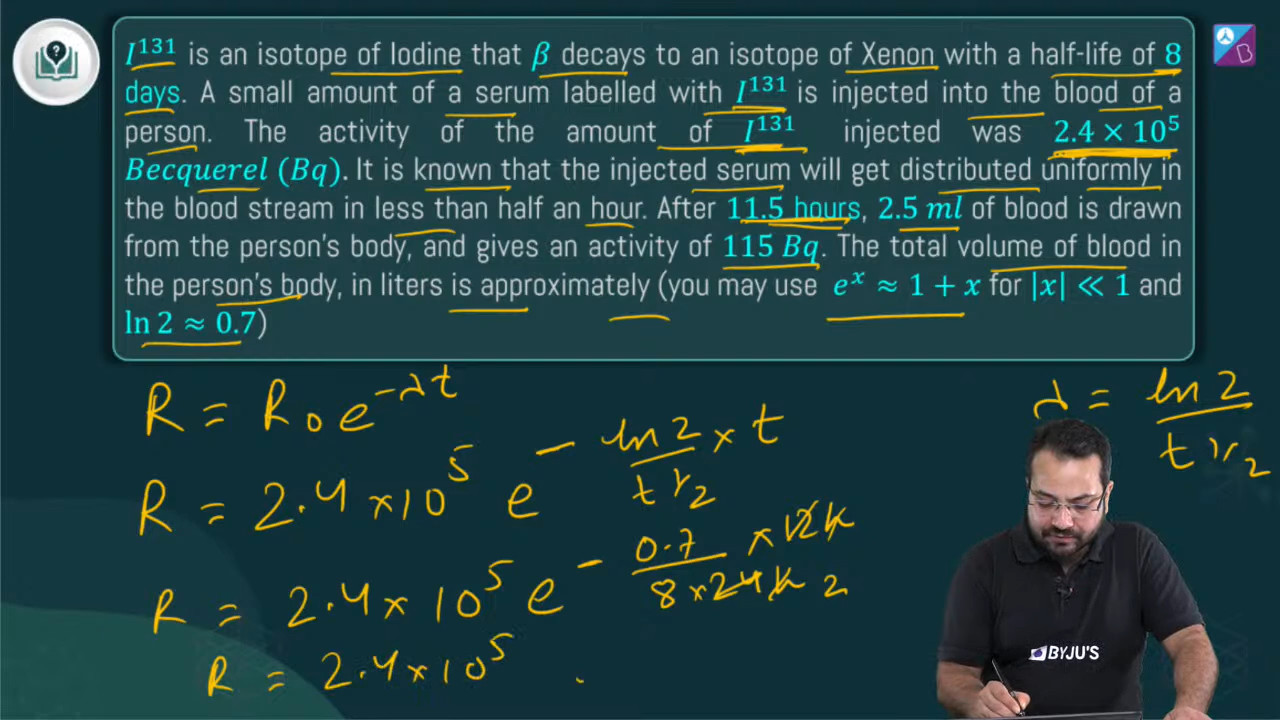 I¹³¹ is an isotope of Iodine that β decays to an isotope of Xenon with a half-life of 8
days. A small amount of a serum labelled with I¹³¹ is injected into the blood of a
person. The activity of the amount of I¹³¹ injected was 2.4 × 10⁵
Becquerel (Bq). It is known that the injected serum will get distributed uniformly in
the blood stream in less than half an hour. After 11.5 hours, 2.5 ml of blood is drawn
from the person's body, and gives an activity of 115 Bq. The total volume of blood in
the person's body, in liters is approximately (you may use eˣ ≈ 1 + x for |x| ≪ 1 and
ln 2 ≈ 0.7)
R = R₀ e^(-λt)
λ = ln 2 / t 1/2
R = 2.4 × 10⁵ e^(- ln 2 / t 1/2 × t)
R = 2.4 × 10⁵ e^(- 0.7 / 8 × 24 h 2 × 12 h)
R = 2.4 × 10⁵
BYJU'S
?
B